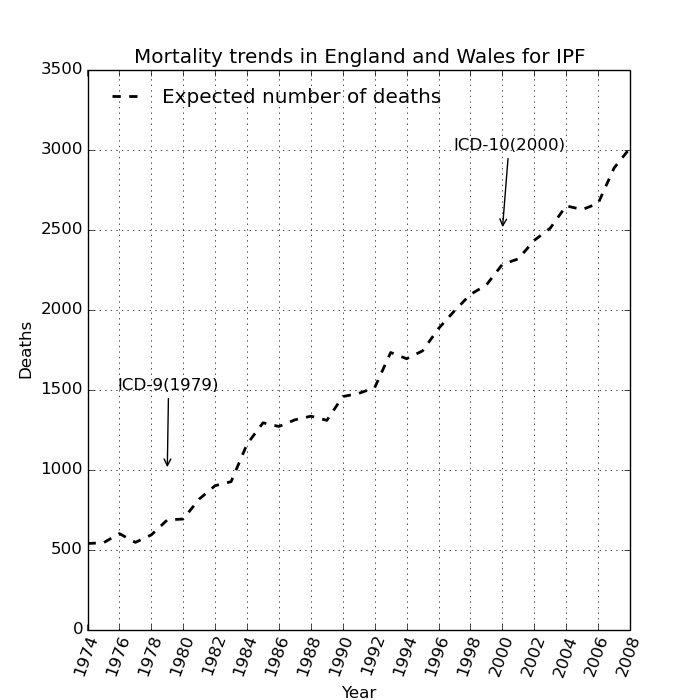 Mortality trends in England and Wales for IPF
3500
Expected number of deaths
ICD-10(2000)
3000
2500
2000
Deaths
ICD-9(1979)
1500
1000
500
0
1974 1976 1978 1980 1982 1984 1986 1988 1990 1992 1994 1996 1998 2000 2002 2004 2006 2008
Year